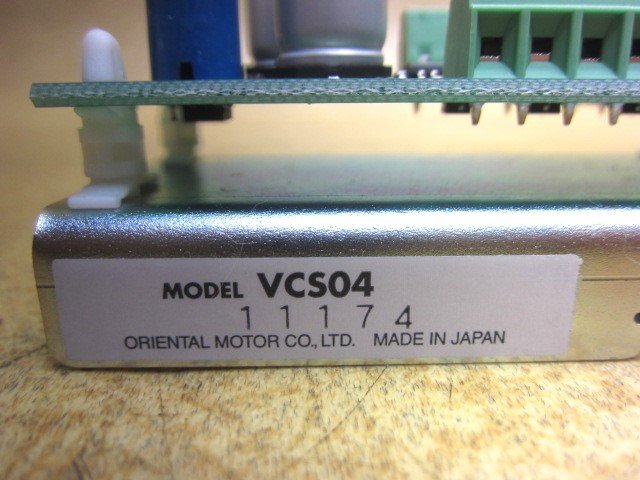 MODEL VCS04
11174
ORIENTAL MOTOR CO., LTD. MADE IN JAPAN